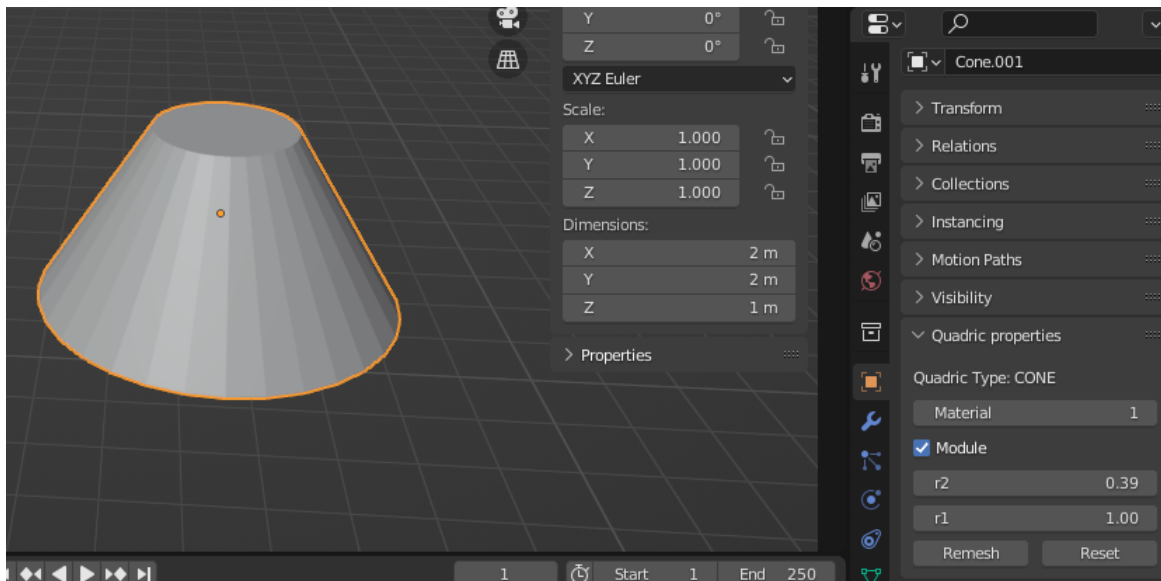 Y 0°
Z 0°
XYZ Euler
Scale:
X 1.000
Y 1.000
Z 1.000
Dimensions:
X 2 m
Y 2 m
Z 1 m
Properties
1
Start 1
End 250
Cone.001
Transform
Relations
Collections
Instancing
Motion Paths
Visibility
Quadric properties
Quadric Type: CONE
Material 1
Module
r2 0.39
r1 1.00
Remesh Reset